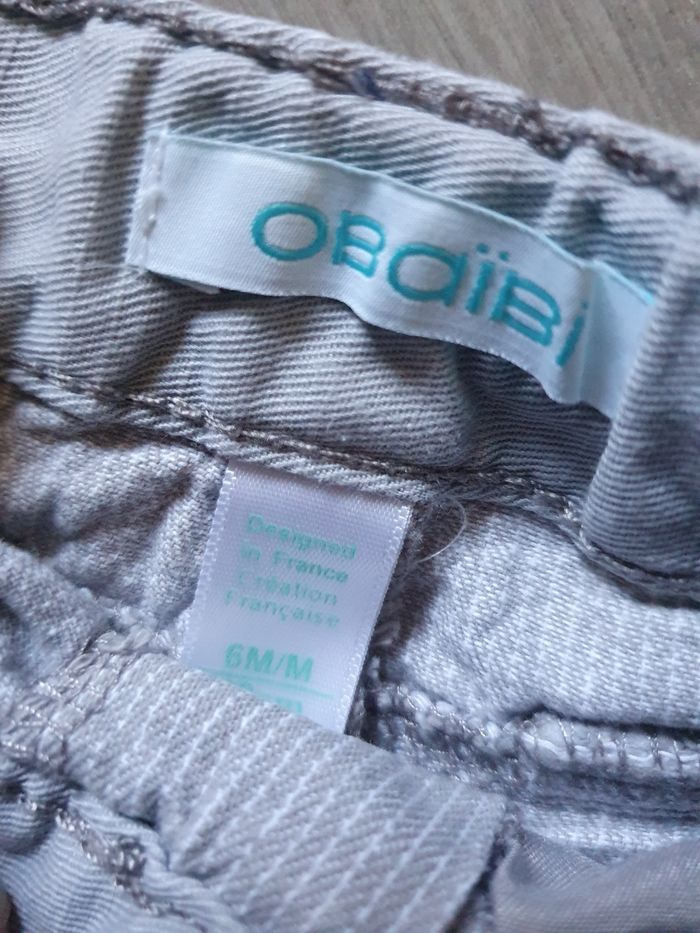 OBAÏBI
Designed
in France
Création
Française
6M/M